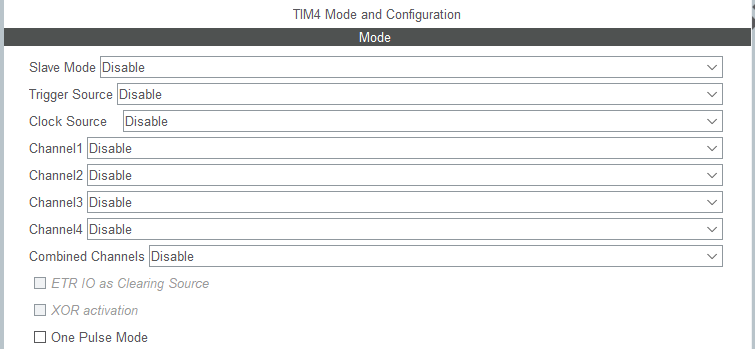 TIM4 Mode and Configuration
Mode
Slave Mode Disable
Trigger Source Disable
Clock Source Disable
Channel1 Disable
Channel2 Disable
Channel3 Disable
Channel4 Disable
Combined Channels Disable
ETR IO as Clearing Source
XOR activation
One Pulse Mode